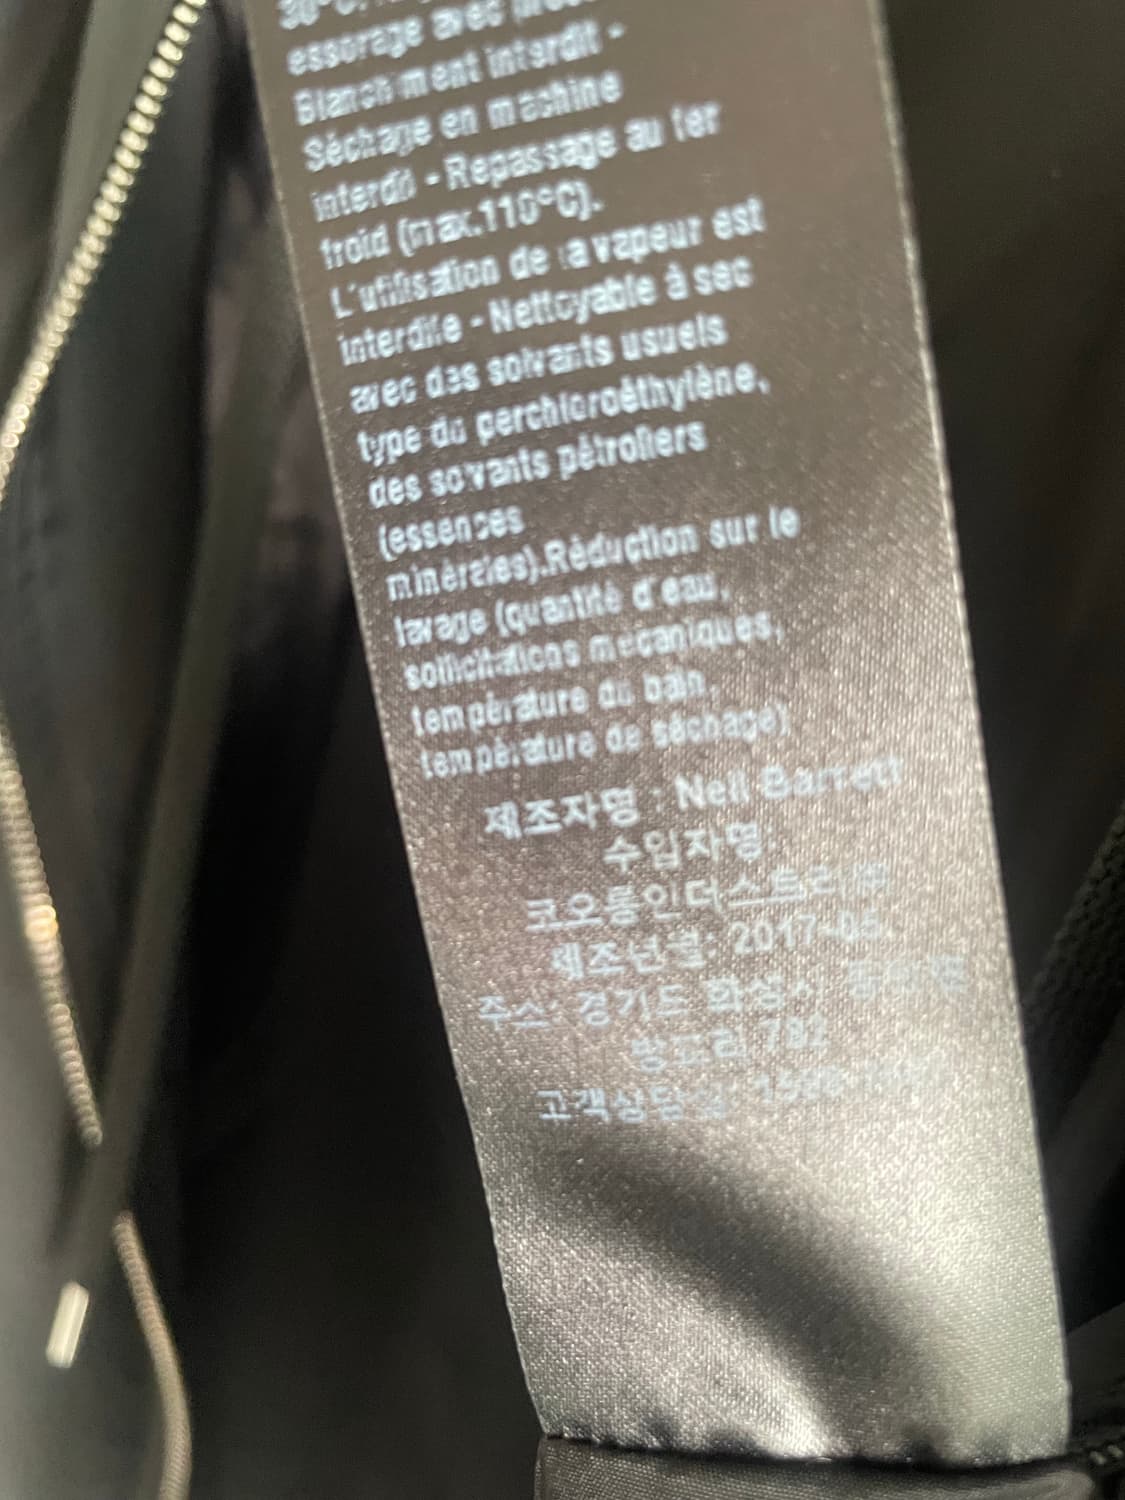 30°C.
essorage avec
Blanchiment interdit -
Séchage en machine
interdit - Repassage au fer
froid (max.110°C).
L'utilisation de la vapeur est
interdite - Nettoyable à sec
avec des solvants usuels
type du perchloroéthylène,
des solvants pétroliers
(essences
minérales).Réduction sur le
lavage (quantité d'eau,
sollicitations mécaniques,
température du bain,
température de séchage)
제조자명 : Neil Barrett
수입자명:
코오롱인더스트리㈜
제조년월: 2017-05
주소: 경기도 화성시
고객상담실: